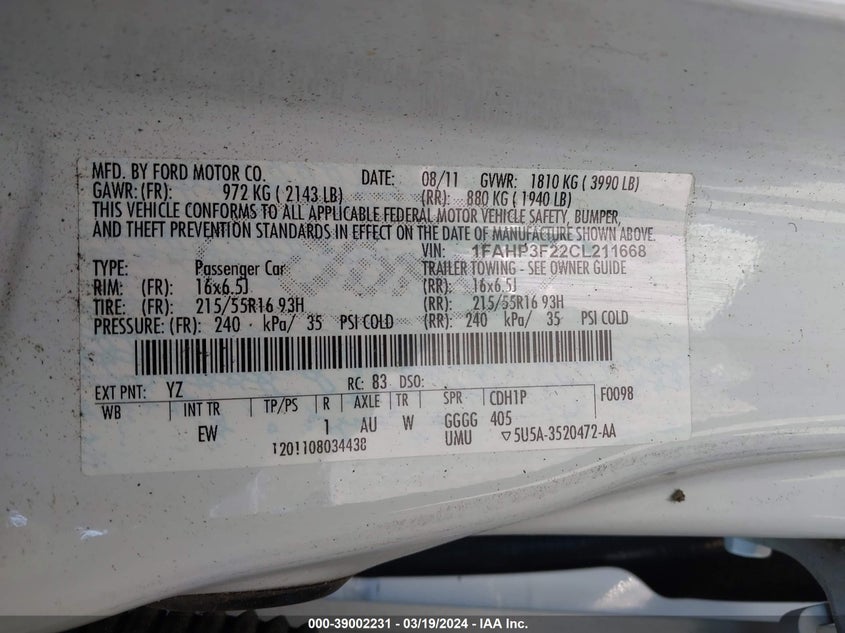 MFD. BY FORD MOTOR CO. DATE: 08/11 GVWR: 1810 KG ( 3990 LB)
GAWR: (FR): 972 KG ( 2143 LB) (RR): 880 KG ( 1940 LB)
THIS VEHICLE CONFORMS TO ALL APPLICABLE FEDERAL MOTOR VEHICLE SAFETY, BUMPER,
AND THEFT PREVENTION STANDARDS IN EFFECT ON THE DATE OF MANUFACTURE SHOWN ABOVE.
VIN: 1FAHP3F22CL211668
TYPE: Passenger Car TRAILER TOWING - SEE OWNER GUIDE
RIM: (FR): 16x6.5J (RR): 16x6.5J
TIRE: (FR): 215/55R16 93H (RR): 215/55R16 93H
PRESSURE: (FR): 240 kPa/ 35 PSI COLD (RR): 240 kPa/ 35 PSI COLD
EXT PNT: YZ RC: 83 DSO: F0098
WB INT TR TP/PS R AXLE TR SPR CDH1P
EW 1 AU W GGGG 405
UMU
1201108034438 ▽5U5A-3520472-AA
000-39002231 - 03/19/2024 - IAA Inc.